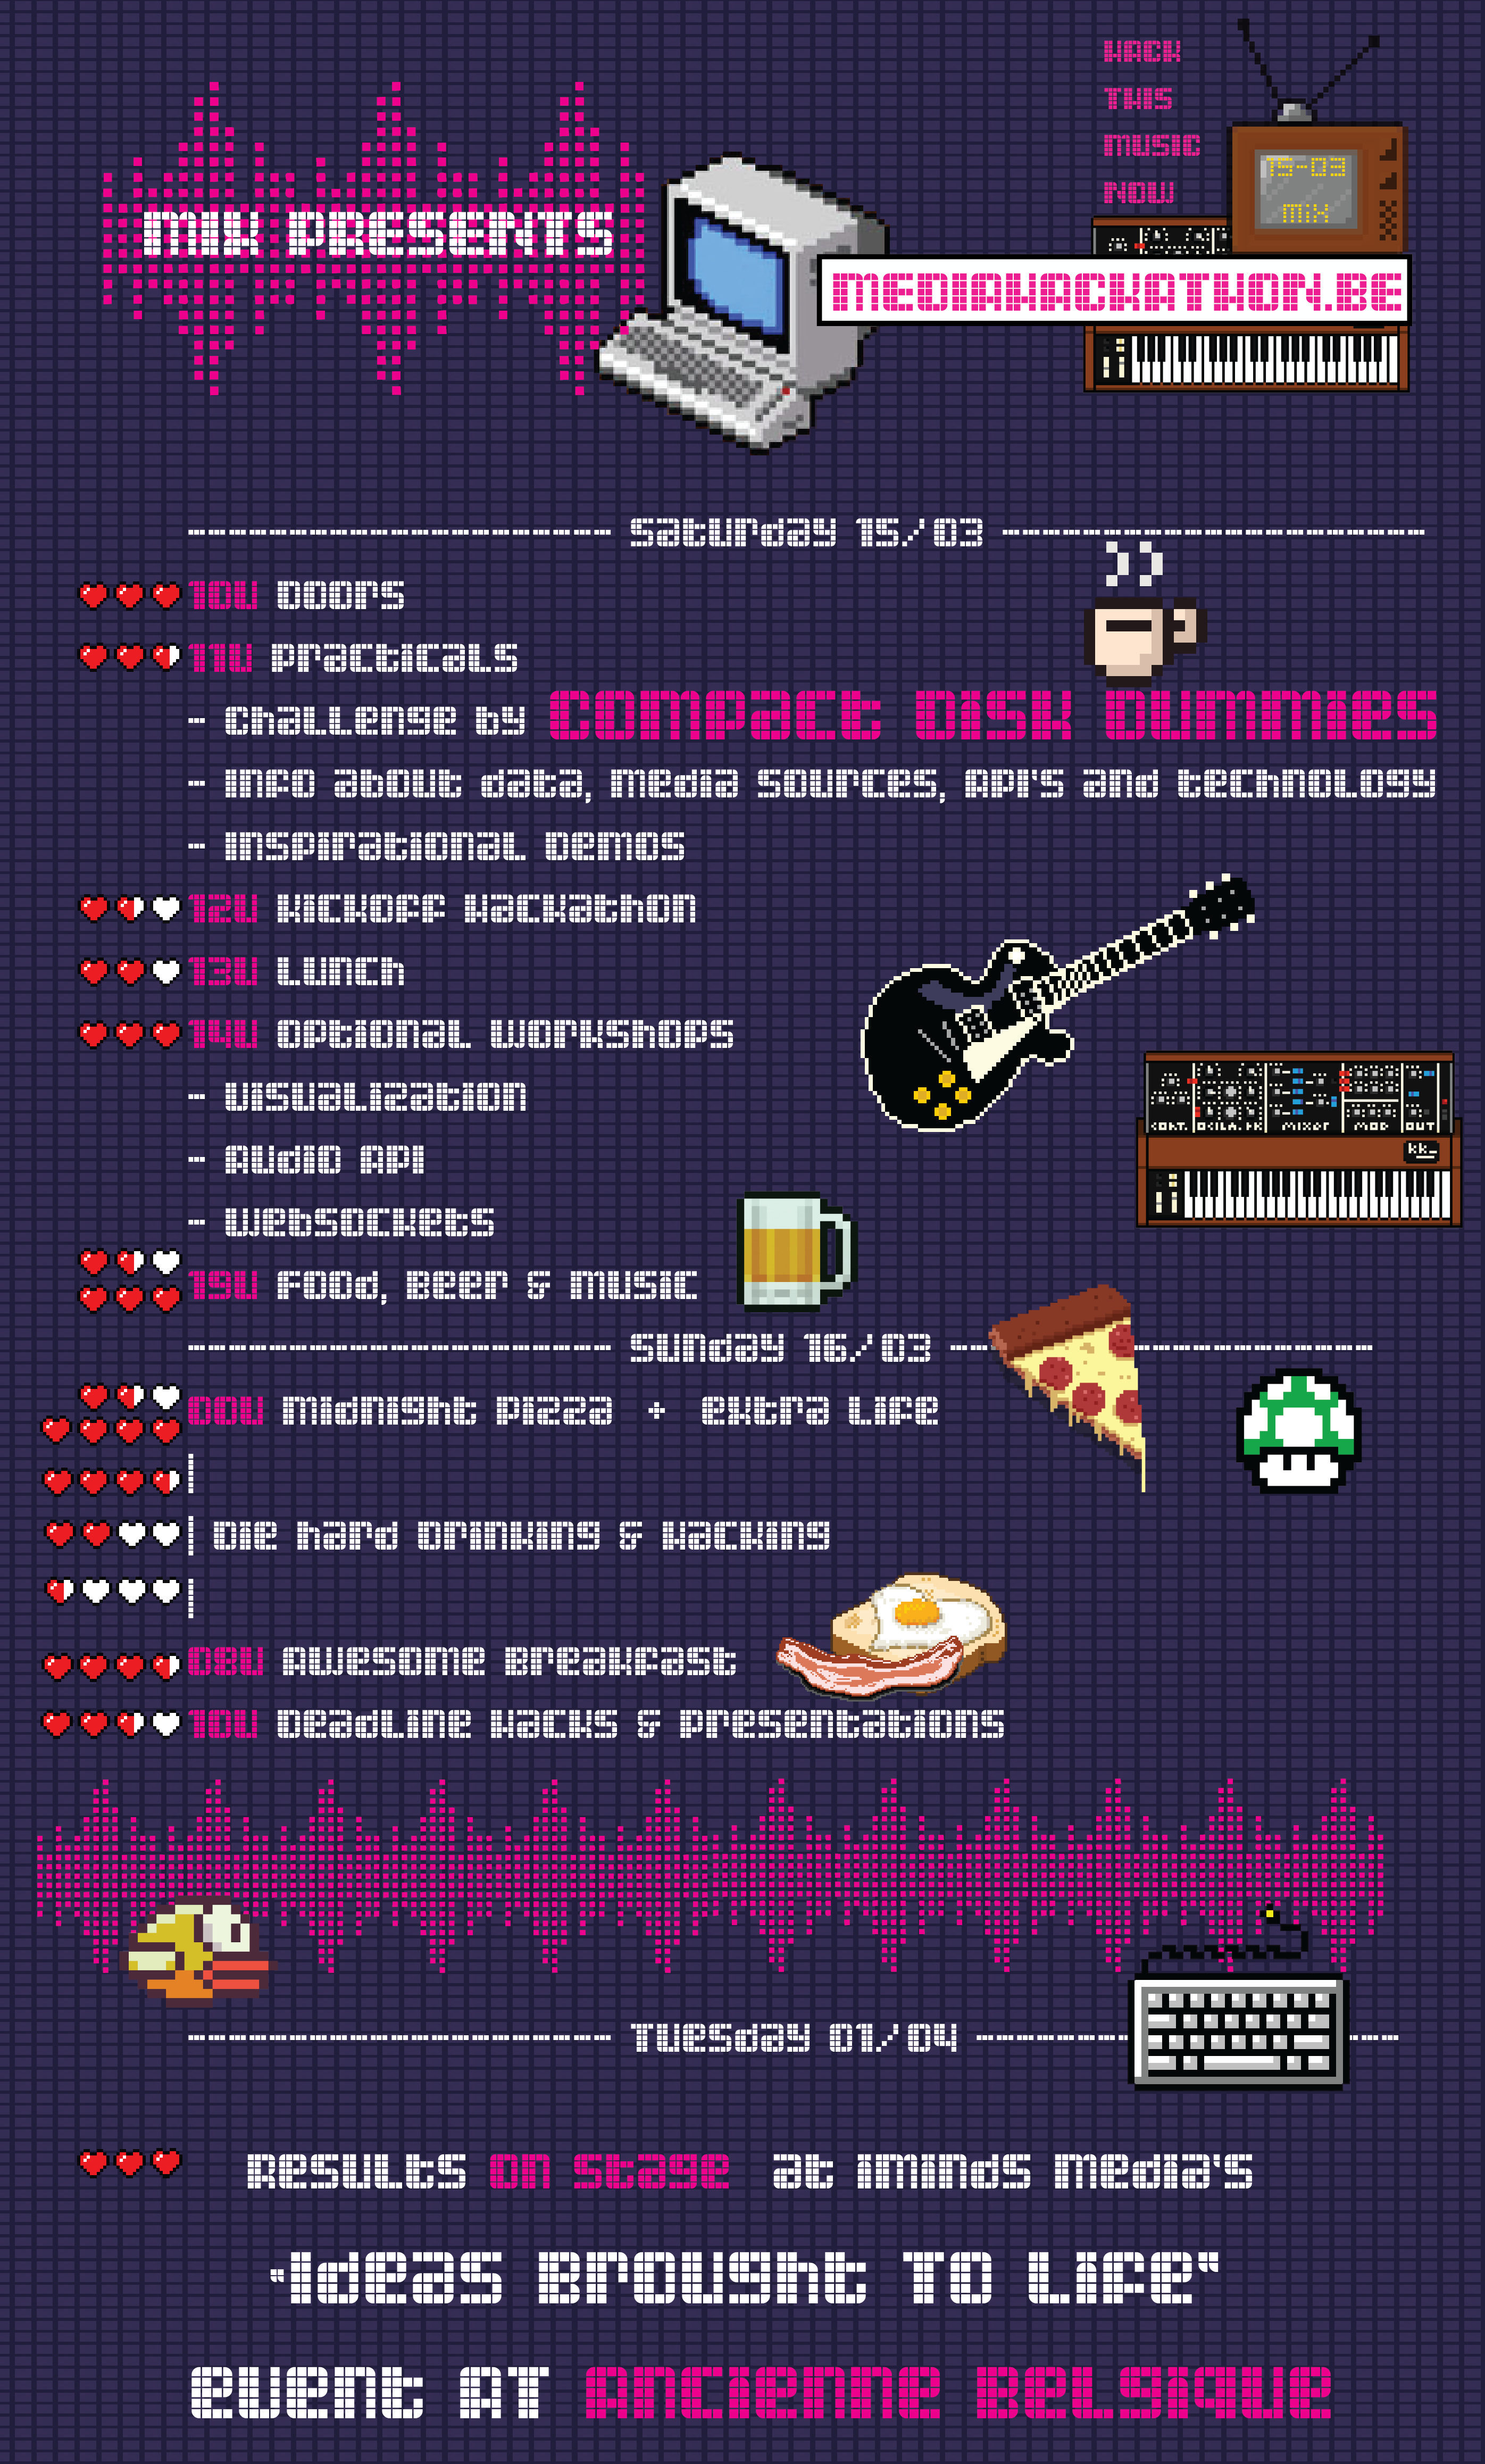 HACK
THIS
MUSIC
NOW
15-03
MIX
MIX PRESENTS
MEDIAHACKATHON.BE
Saturday 15/03
10U Doors
11U Practicals
- Challenge by Compact Disk Dummies
- Info about data, media sources, API's and technology
- Inspirational Demos
12U Kickoff Hackathon
13U Lunch
14U Optional workshops
- Visualization
- Audio API
- Websockets
MIXER MOD OUT
19U Food, Beer & Music
Sunday 16/03
00U Midnight Pizza + extra Life
Die hard Drinking & Hacking
08U Awesome Breakfast
10U Deadline Hacks & Presentations
Tuesday 01/04
Results on stage at iMinds Media's
"Ideas Brought TO Life"
event AT Ancienne Belgique